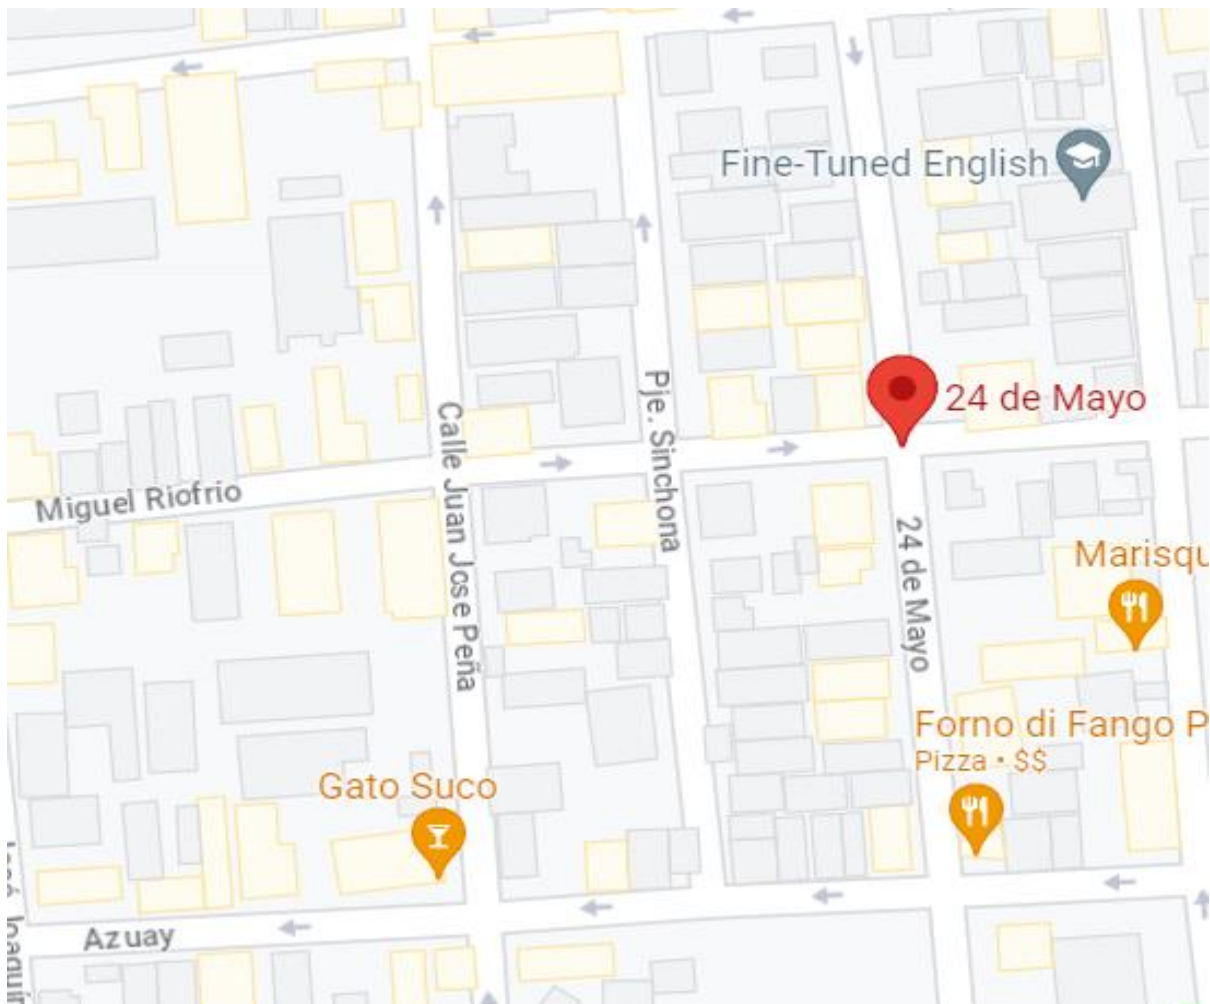 Fine-Tuned English
24 de Mayo
Pje. Sinchona
Calle Juan Jose Peña
Miguel Riofrio
24 de Mayo
Marisqu
Forno di Fango P
Pizza • $$
Gato Suco
Azuay